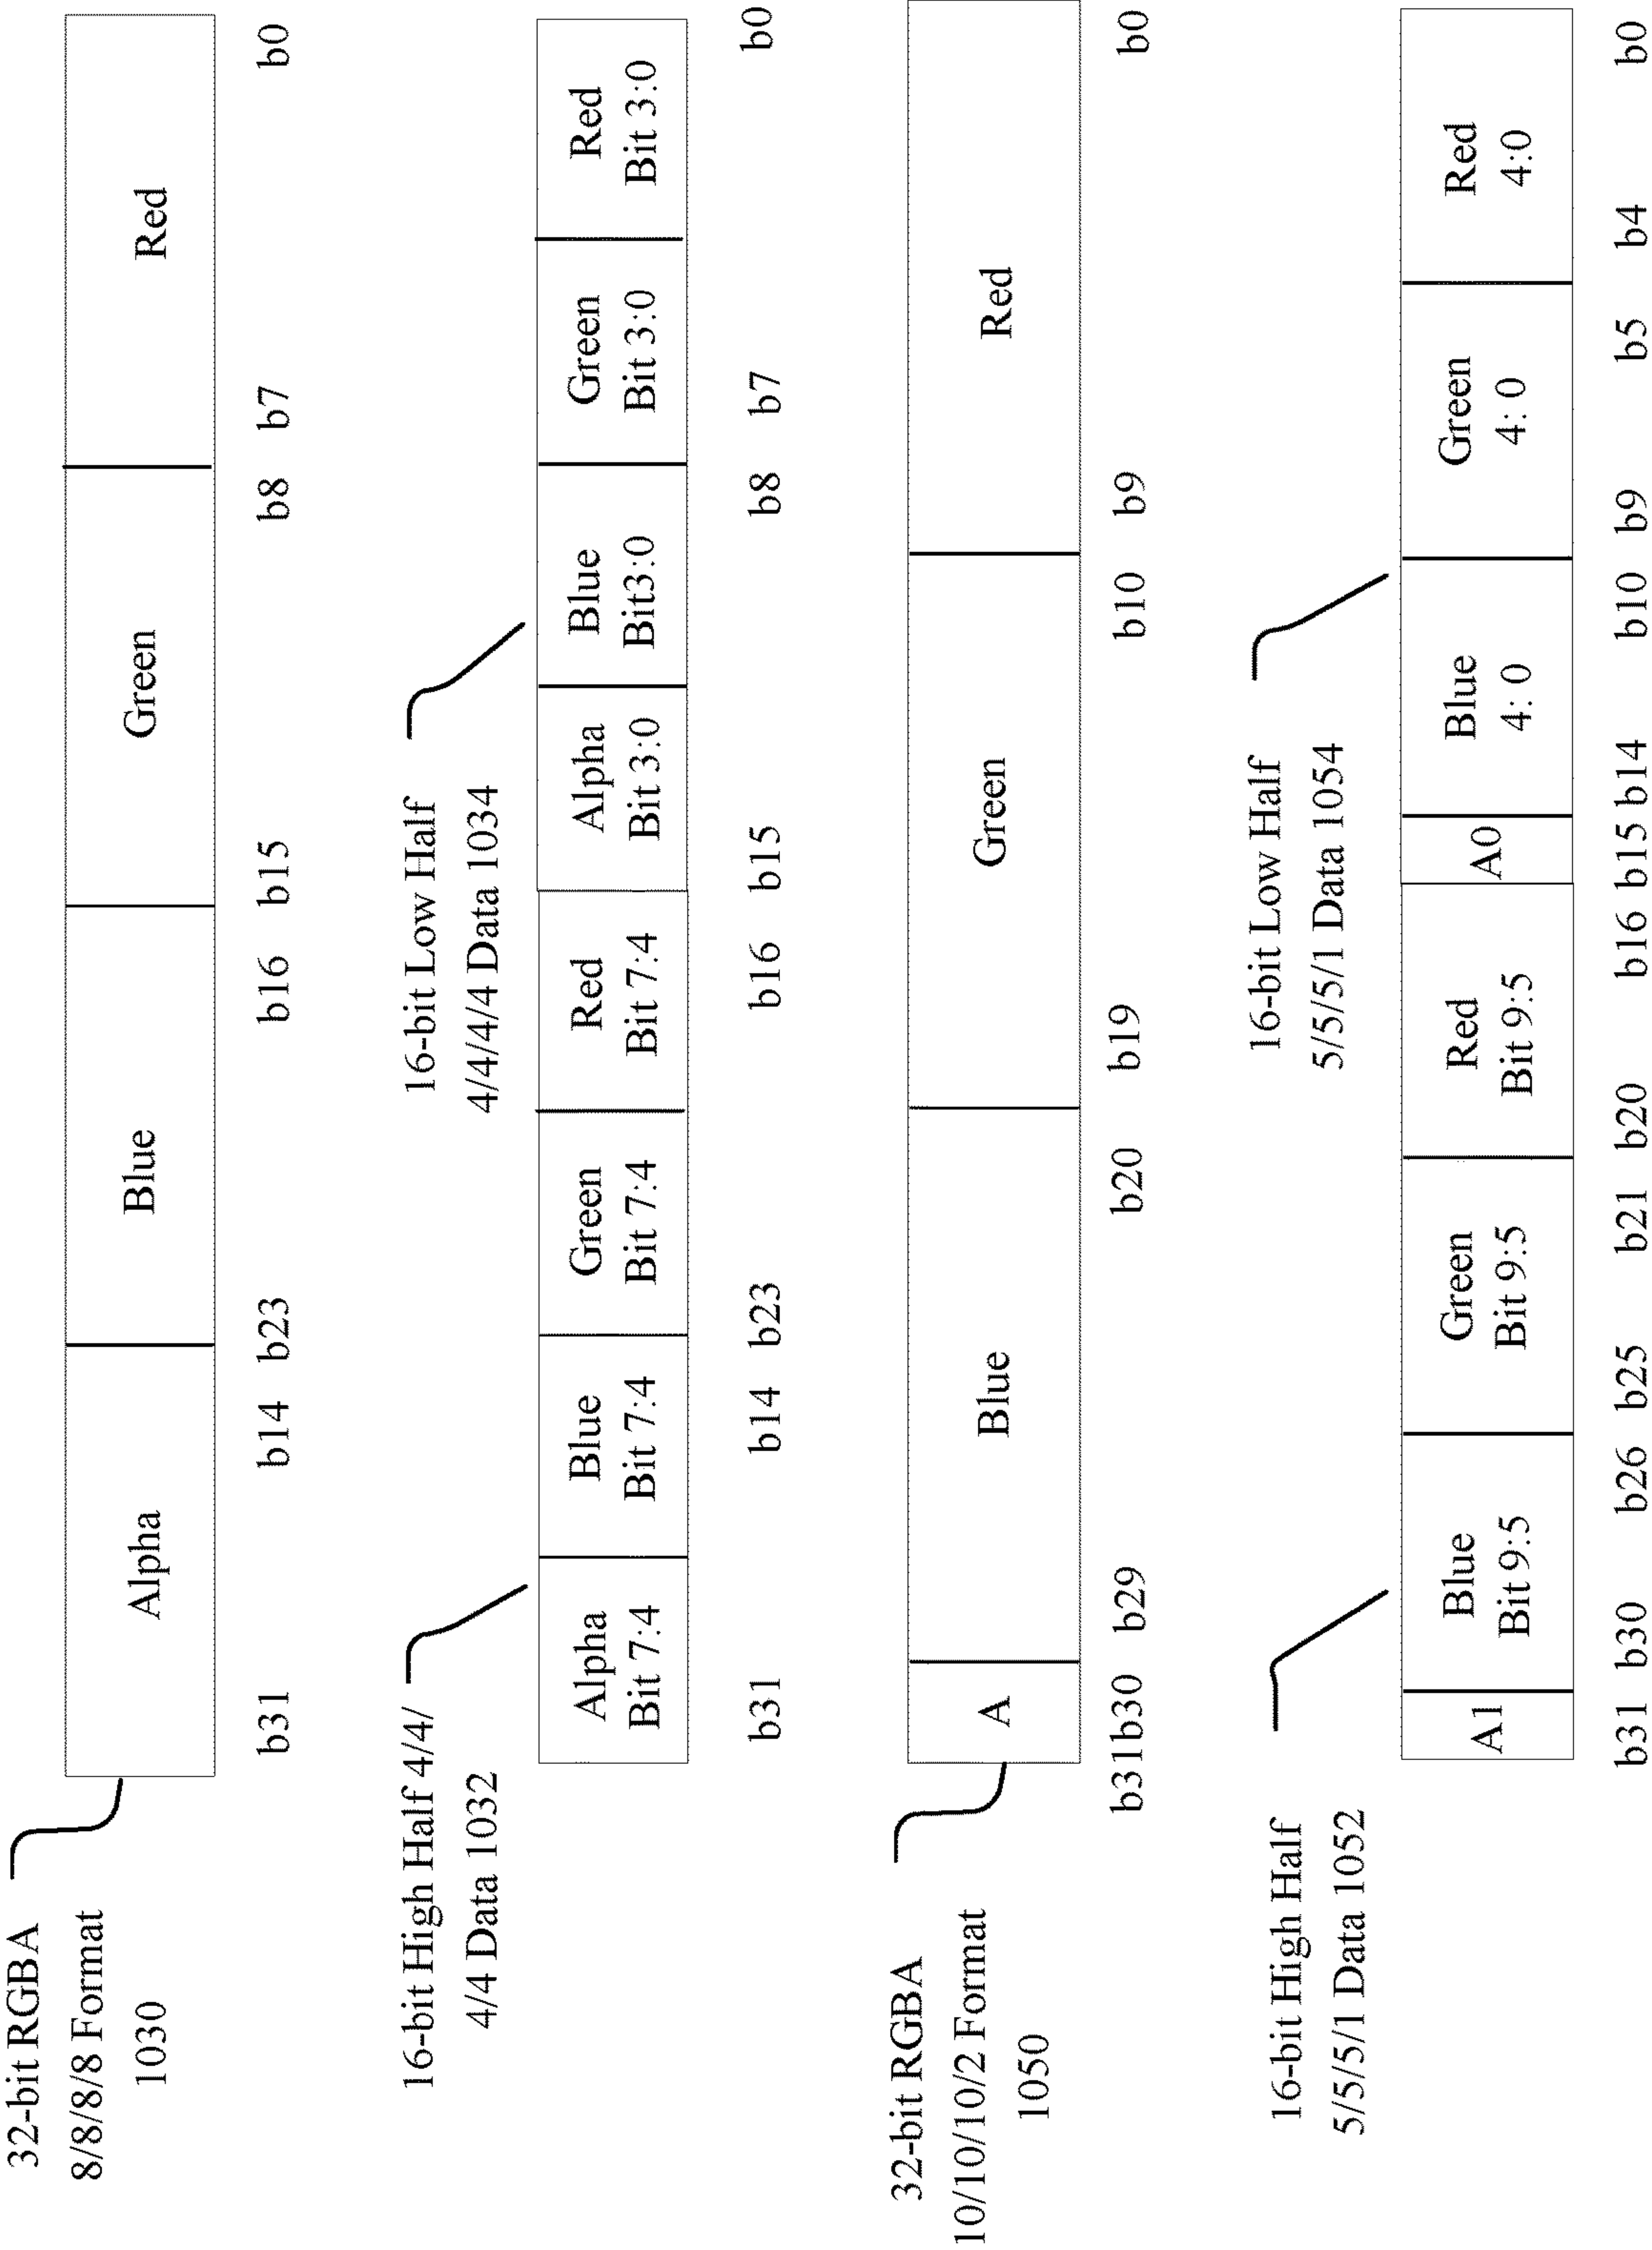 32-bit RGBA
8/8/8/8 Format
1030
Alpha
Blue
Green
Red
b31
b14
b23
b16
b15
b8
b7
b0
16-bit High Half 4/4/
4/4 Data 1032
16-bit Low Half
4/4/4/4 Data 1034
Alpha
Bit 7:4
Blue
Bit 7:4
Green
Bit 7:4
Red
Bit 7:4
Alpha
Bit 3:0
Blue
Bit3:0
Green
Bit 3:0
Red
Bit 3:0
b31
b14
b23
b16
b15
b8
b7
b0
32-bit RGBA
10/10/10/2 Format
1050
A
Blue
Green
Red
b31b30
b29
b20
b19
b10
b9
b0
16-bit High Half
5/5/5/1 Data 1052
16-bit Low Half
5/5/5/1 Data 1054
A1
Blue
Bit 9:5
Green
Bit 9:5
Red
Bit 9:5
A0
Blue
4: 0
Green
4: 0
Red
4:0
b31
b30
b26
b25
b21
b20
b16
b15
b14
b10
b9
b5
b4
b0